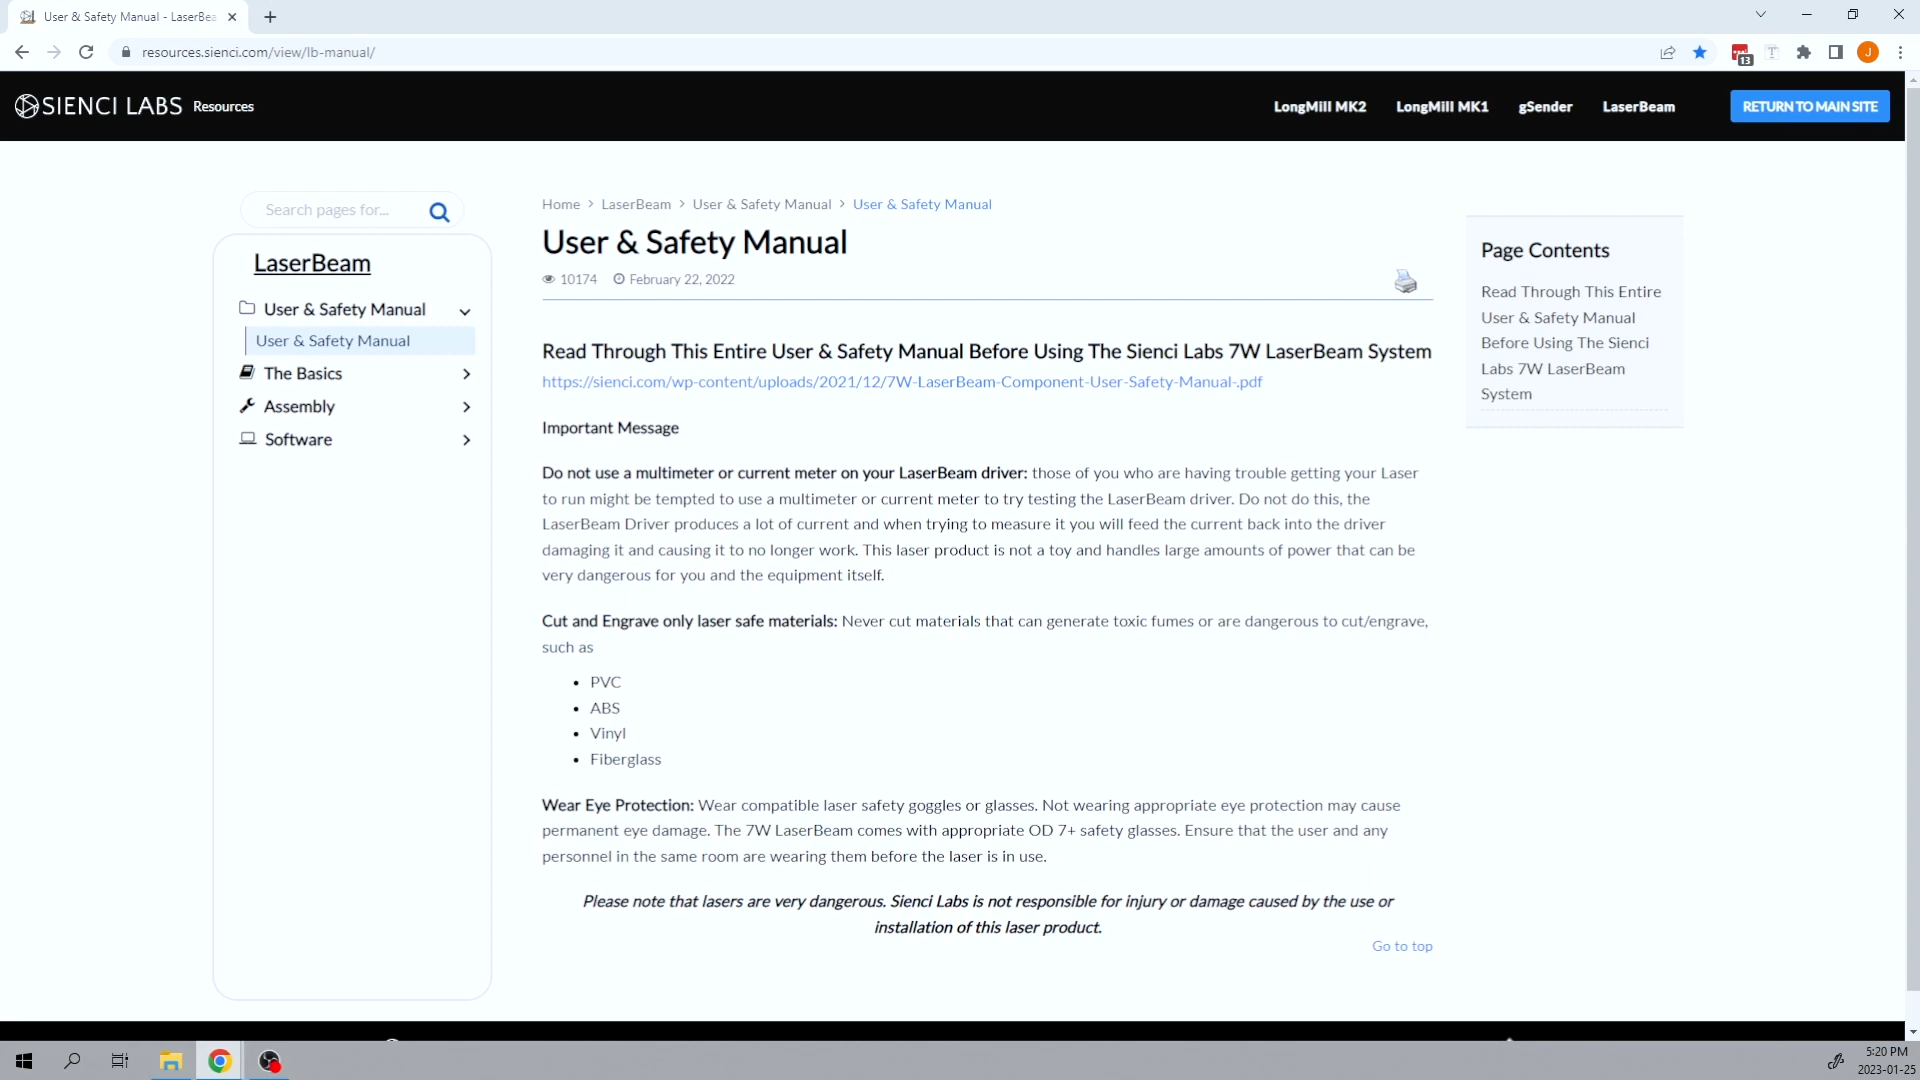 User & Safety Manual - LaserBea
resources.sienci.com/view/lb-manual/
13
T
J
SIENCI LABS Resources
LongMill MK2
LongMill MK1
gSender
LaserBeam
RETURN TO MAIN SITE
Search pages for...
LaserBeam
User & Safety Manual
User & Safety Manual
The Basics
Assembly
Software
Home > LaserBeam > User & Safety Manual > User & Safety Manual
User & Safety Manual
10174 February 22, 2022
Read Through This Entire User & Safety Manual Before Using The Sienci Labs 7W LaserBeam System
https://sienci.com/wp-content/uploads/2021/12/7W-LaserBeam-Component-User-Safety-Manual-.pdf
Important Message
Do not use a multimeter or current meter on your LaserBeam driver: those of you who are having trouble getting your Laser
to run might be tempted to use a multimeter or current meter to try testing the LaserBeam driver. Do not do this, the
LaserBeam Driver produces a lot of current and when trying to measure it you will feed the current back into the driver
damaging it and causing it to no longer work. This laser product is not a toy and handles large amounts of power that can be
very dangerous for you and the equipment itself.
Cut and Engrave only laser safe materials: Never cut materials that can generate toxic fumes or are dangerous to cut/engrave,
such as
• PVC
• ABS
• Vinyl
• Fiberglass
Wear Eye Protection: Wear compatible laser safety goggles or glasses. Not wearing appropriate eye protection may cause
permanent eye damage. The 7W LaserBeam comes with appropriate OD 7+ safety glasses. Ensure that the user and any
personnel in the same room are wearing them before the laser is in use.
Please note that lasers are very dangerous. Sienci Labs is not responsible for injury or damage caused by the use or
installation of this laser product.
Go to top
Page Contents
Read Through This Entire
User & Safety Manual
Before Using The Sienci
Labs 7W LaserBeam
System
5:20 PM
2023-01-25